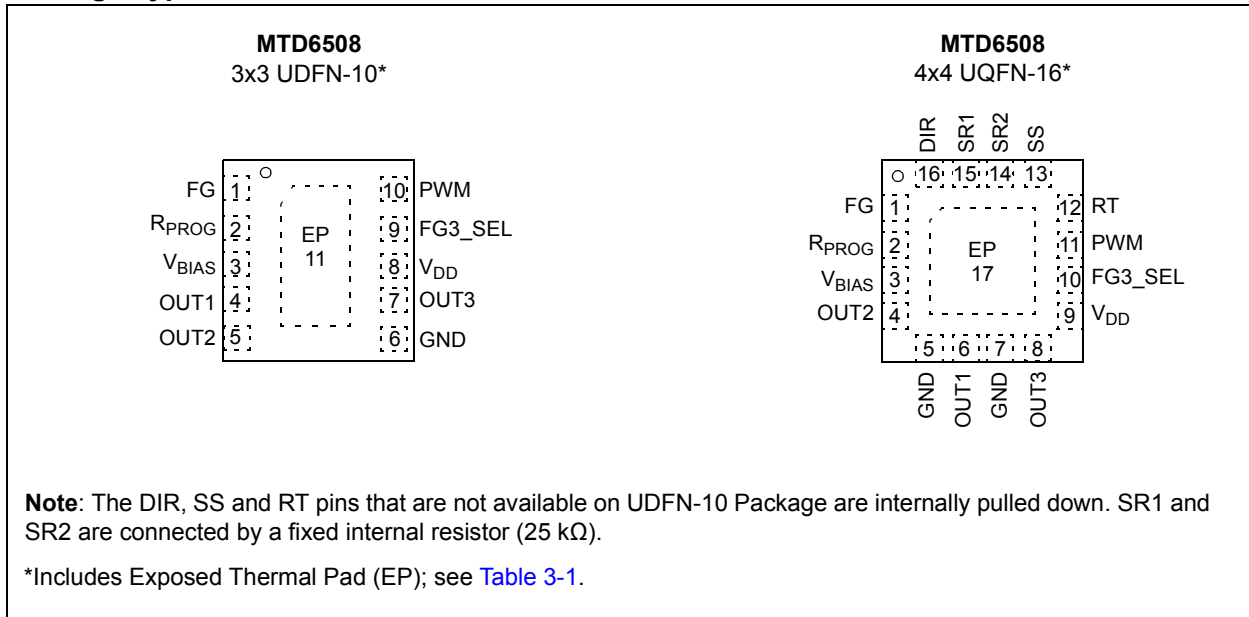 MTD6508
3x3 UDFN-10*
FG 1 10 PWM
RPROG 2 9 FG3_SEL
VBIAS 3 8 VDD
OUT1 4 7 OUT3
OUT2 5 6 GND
EP
11
MTD6508
4x4 UQFN-16*
DIR SR1 SR2 SS
16 15 14 13
FG 1 12 RT
RPROG 2 11 PWM
VBIAS 3 10 FG3_SEL
OUT2 4 9 VDD
EP
17
5 6 7 8
GND OUT1 GND OUT3
Note: The DIR, SS and RT pins that are not available on UDFN-10 Package are internally pulled down. SR1 and
SR2 are connected by a fixed internal resistor (25 kΩ).
*Includes Exposed Thermal Pad (EP); see Table 3-1.